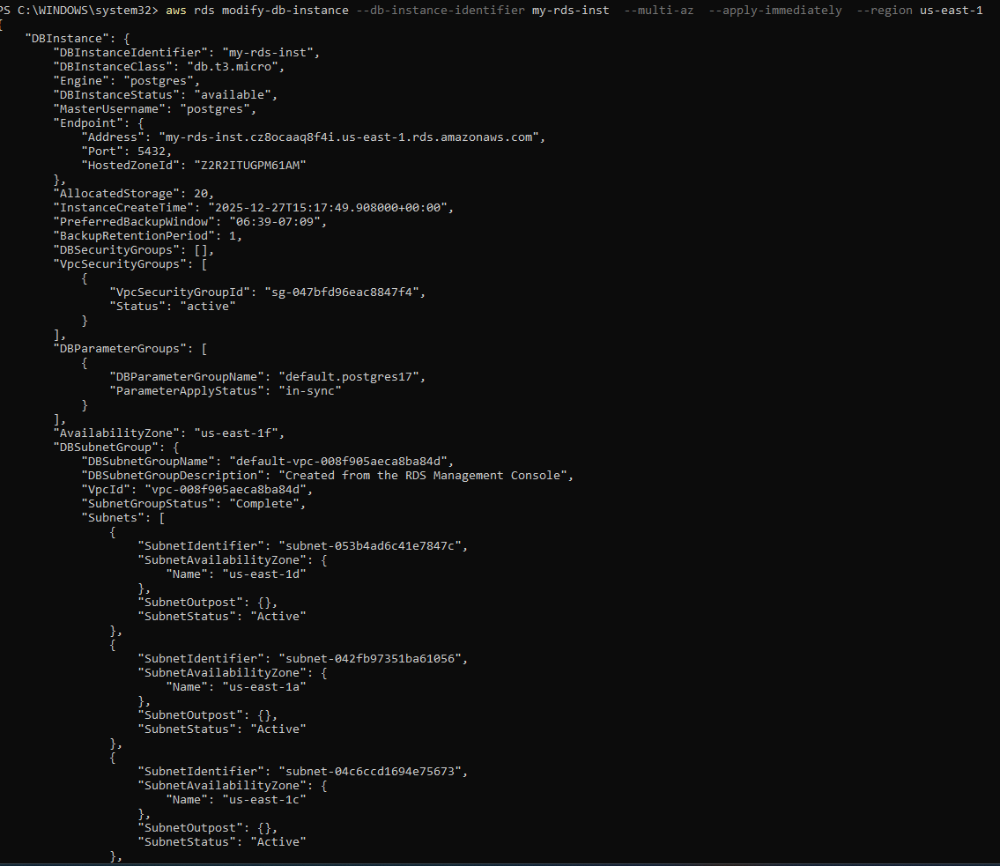 PS C:\WINDOWS\system32> aws rds modify-db-instance --db-instance-identifier my-rds-inst  --multi-az  --apply-immediately  --region us-east-1
{
    "DBInstance": {
        "DBInstanceIdentifier": "my-rds-inst",
        "DBInstanceClass": "db.t3.micro",
        "Engine": "postgres",
        "DBInstanceStatus": "available",
        "MasterUsername": "postgres",
        "Endpoint": {
            "Address": "my-rds-inst.cz8ocaaq8f4i.us-east-1.rds.amazonaws.com",
            "Port": 5432,
            "HostedZoneId": "Z2R2ITUGPM61AM"
        },
        "AllocatedStorage": 20,
        "InstanceCreateTime": "2025-12-27T15:17:49.908000+00:00",
        "PreferredBackupWindow": "06:39-07:09",
        "BackupRetentionPeriod": 1,
        "DBSecurityGroups": [],
        "VpcSecurityGroups": [
            {
                "VpcSecurityGroupId": "sg-047bfd96eac8847f4",
                "Status": "active"
            }
        ],
        "DBParameterGroups": [
            {
                "DBParameterGroupName": "default.postgres17",
                "ParameterApplyStatus": "in-sync"
            }
        ],
        "AvailabilityZone": "us-east-1f",
        "DBSubnetGroup": {
            "DBSubnetGroupName": "default-vpc-008f905aeca8ba84d",
            "DBSubnetGroupDescription": "Created from the RDS Management Console",
            "VpcId": "vpc-008f905aeca8ba84d",
            "SubnetGroupStatus": "Complete",
            "Subnets": [
                {
                    "SubnetIdentifier": "subnet-053b4ad6c41e7847c",
                    "SubnetAvailabilityZone": {
                        "Name": "us-east-1d"
                    },
                    "SubnetOutpost": {},
                    "SubnetStatus": "Active"
                },
                {
                    "SubnetIdentifier": "subnet-042fb97351ba61056",
                    "SubnetAvailabilityZone": {
                        "Name": "us-east-1a"
                    },
                    "SubnetOutpost": {},
                    "SubnetStatus": "Active"
                },
                {
                    "SubnetIdentifier": "subnet-04c6ccd1694e75673",
                    "SubnetAvailabilityZone": {
                        "Name": "us-east-1c"
                    },
                    "SubnetOutpost": {},
                    "SubnetStatus": "Active"
                },